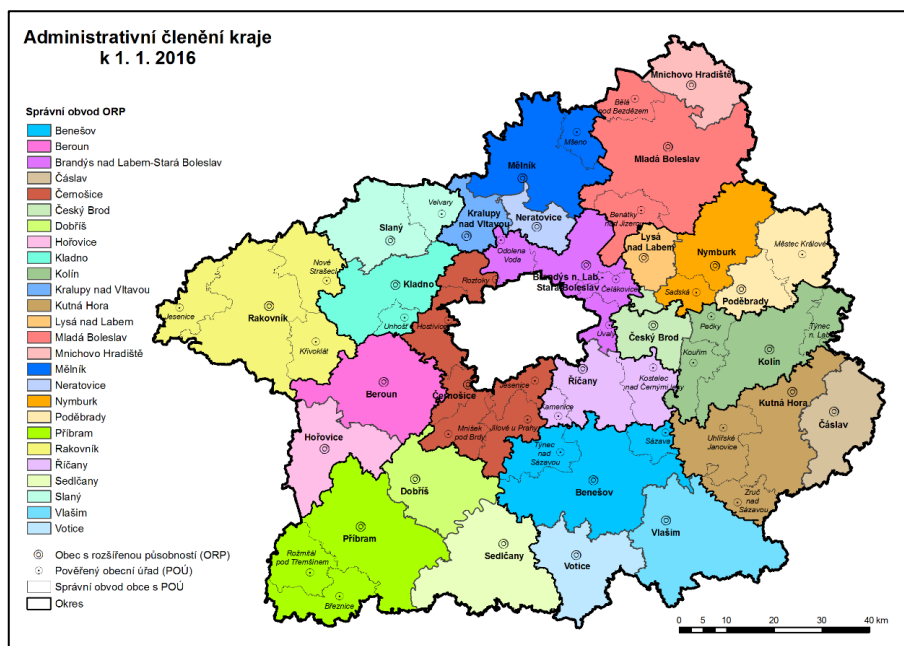 Administrativní členění kraje
k 1. 1. 2016
Správní obvod ORP
Benešov
Beroun
Brandýs nad Labem-Stará Boleslav
Čáslav
Černošice
Český Brod
Dobříš
Hořovice
Kladno
Kolín
Kralupy nad Vltavou
Kutná Hora
Lysá nad Labem
Mladá Boleslav
Mnichovo Hradiště
Mělník
Neratovice
Nymburk
Poděbrady
Příbram
Rakovník
Říčany
Sedlčany
Slaný
Vlašim
Votice
Obec s rozšířenou působností (ORP)
Pověřený obecní úřad (POÚ)
Správní obvod obce s POÚ
Okres
Mnichovo Hradiště
Bělá
pod Bezdězem
Mladá Boleslav
Mšeno
Mělník
Benátky
nad Jizerou
Velvary
Slaný
Kralupy
nad Vltavou
Neratovice
Odolena
Voda
Lysá
nad Labem
Nymburk
Městec Králové
Sadská
Poděbrady
Brandýs n. Lab.
Stará Boleslav
Čelákovice
Nové
Strašecí
Kladno
Roztoky
Unhošť
Hostivice
Jesenice
Rakovník
Křivoklát
Úvaly
Český Brod
Pečky
Týnec
n. Lab.
Kouřim
Kolín
Beroun
Černošice
Jesenice
Říčany
Kostelec
nad Černými lesy
Kamenice
Mníšek
pod Brdy
Jílové u Prahy
Kutná Hora
Čáslav
Uhlířské
Janovice
Zruč
nad
Sázavou
Hořovice
Týnec
nad
Sázavou
Sázava
Benešov
Dobříš
Příbram
Rožmitál
pod Třemšínem
Březnice
Sedlčany
Votice
Vlašim
0 5 10 20 30 40 km